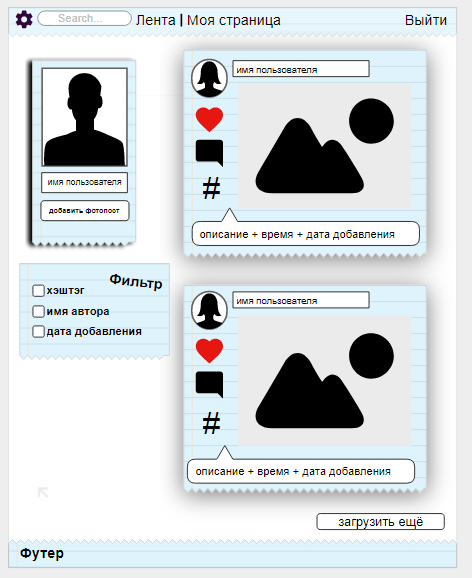 Search...
Лента | Моя страница
Выйти
имя пользователя
добавить фотопост
Фильтр
хэштэг
имя автора
дата добавления
имя пользователя
#
описание + время + дата добавления
имя пользователя
#
описание + время + дата добавления
загрузить ещё
Футер